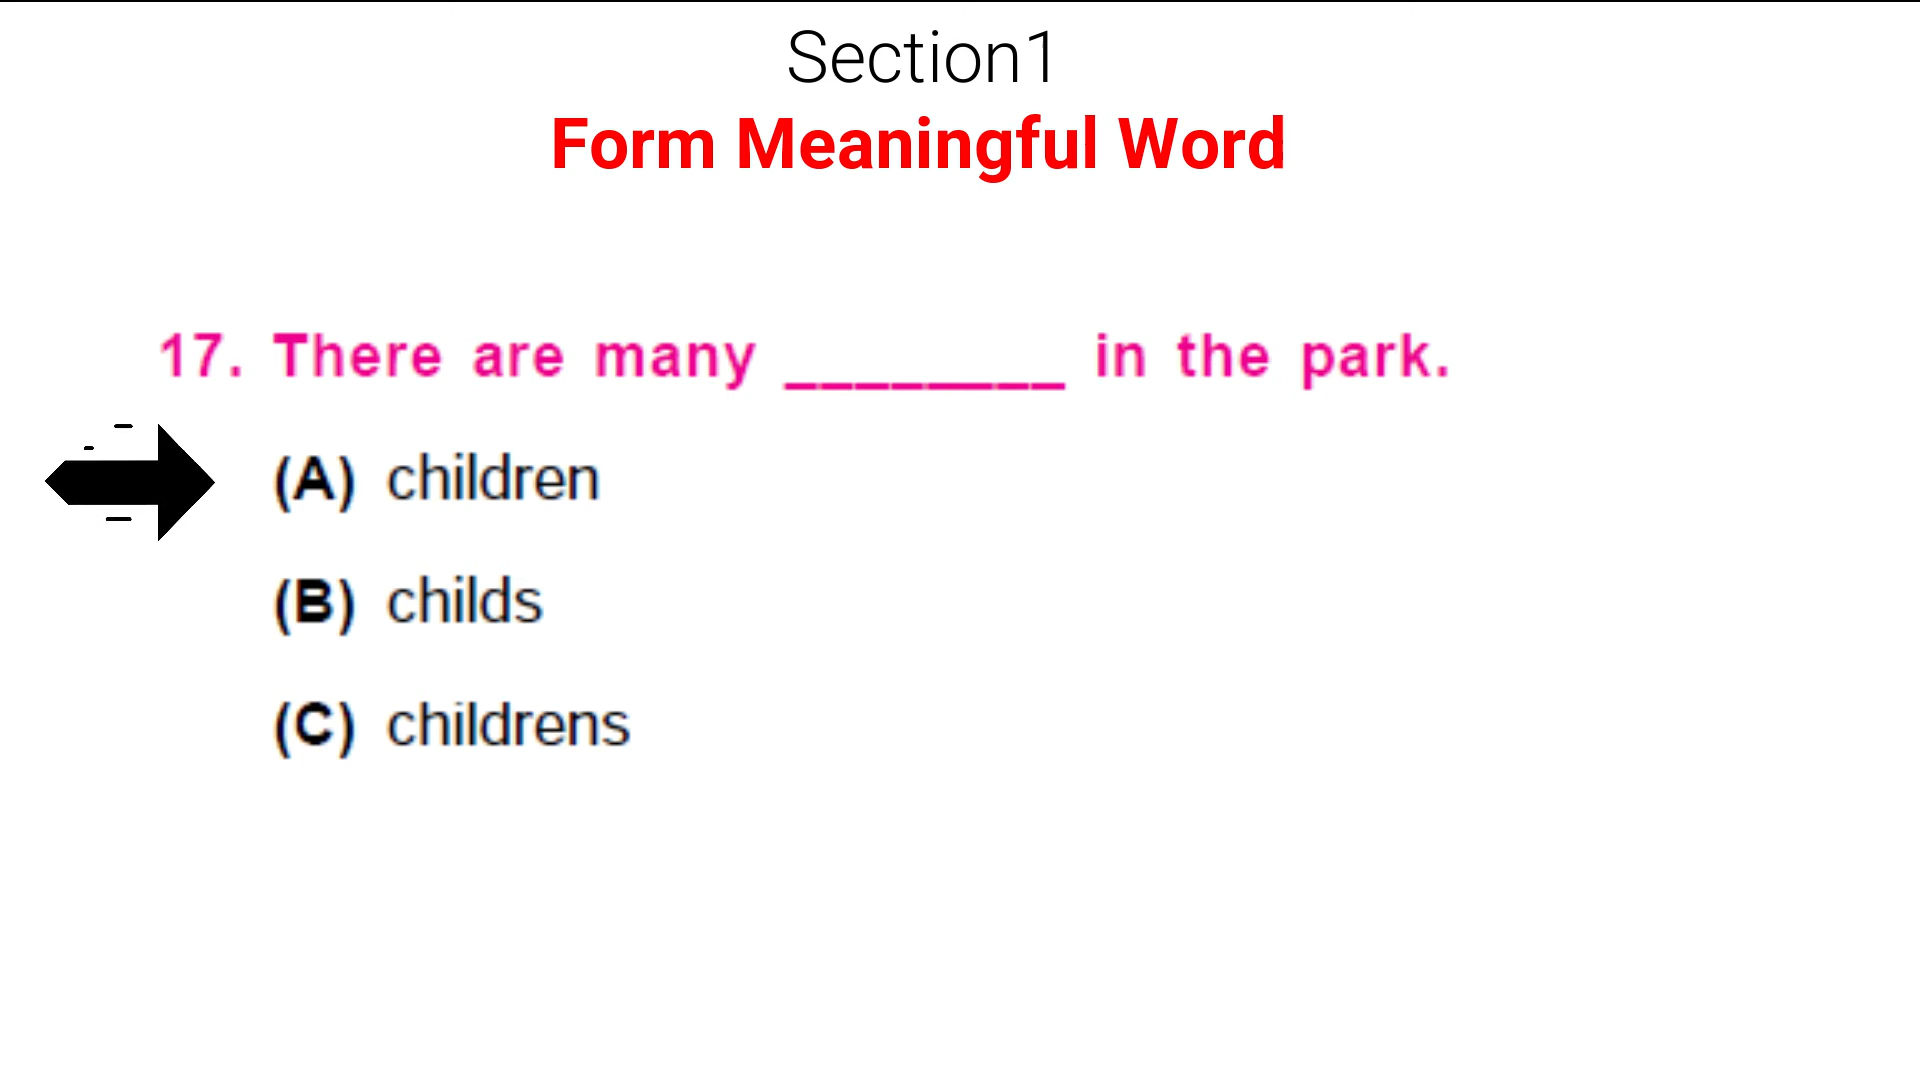 Section1
Form Meaningful Word
17. There are many ________ in the park.
(A) children
(B) childs
(C) childrens